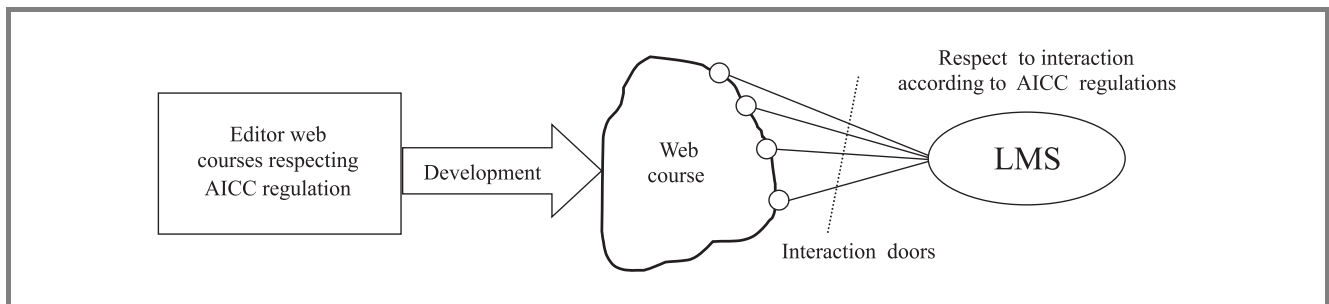 Editor web
courses respecting
AICC regulation
Development
Web
course
Respect to interaction
according to AICC regulations
LMS
Interaction doors